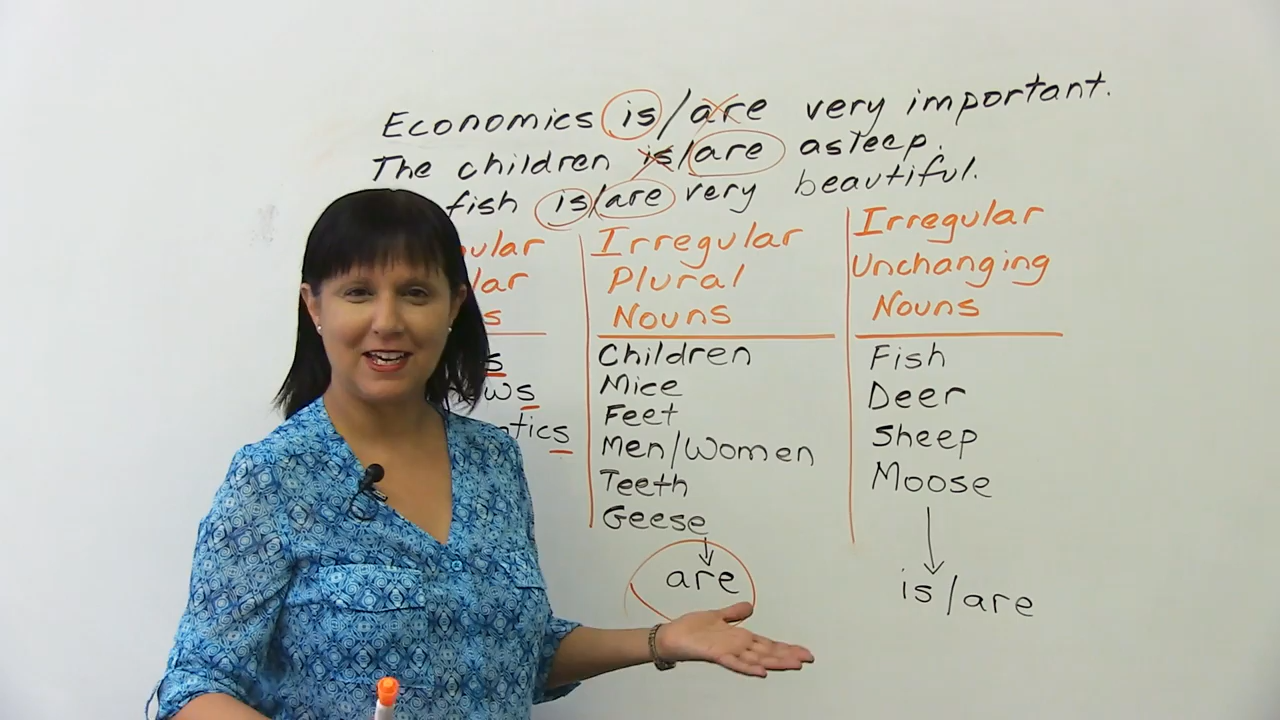 Economics is/are very important.
The children is/are asleep.
fish is/are very beautiful.
Irregular
Plural
Nouns
Children
Mice
Feet
Men/Women
Teeth
Geese
are
Irregular
Unchanging
Nouns
Fish
Deer
Sheep
Moose
is/are